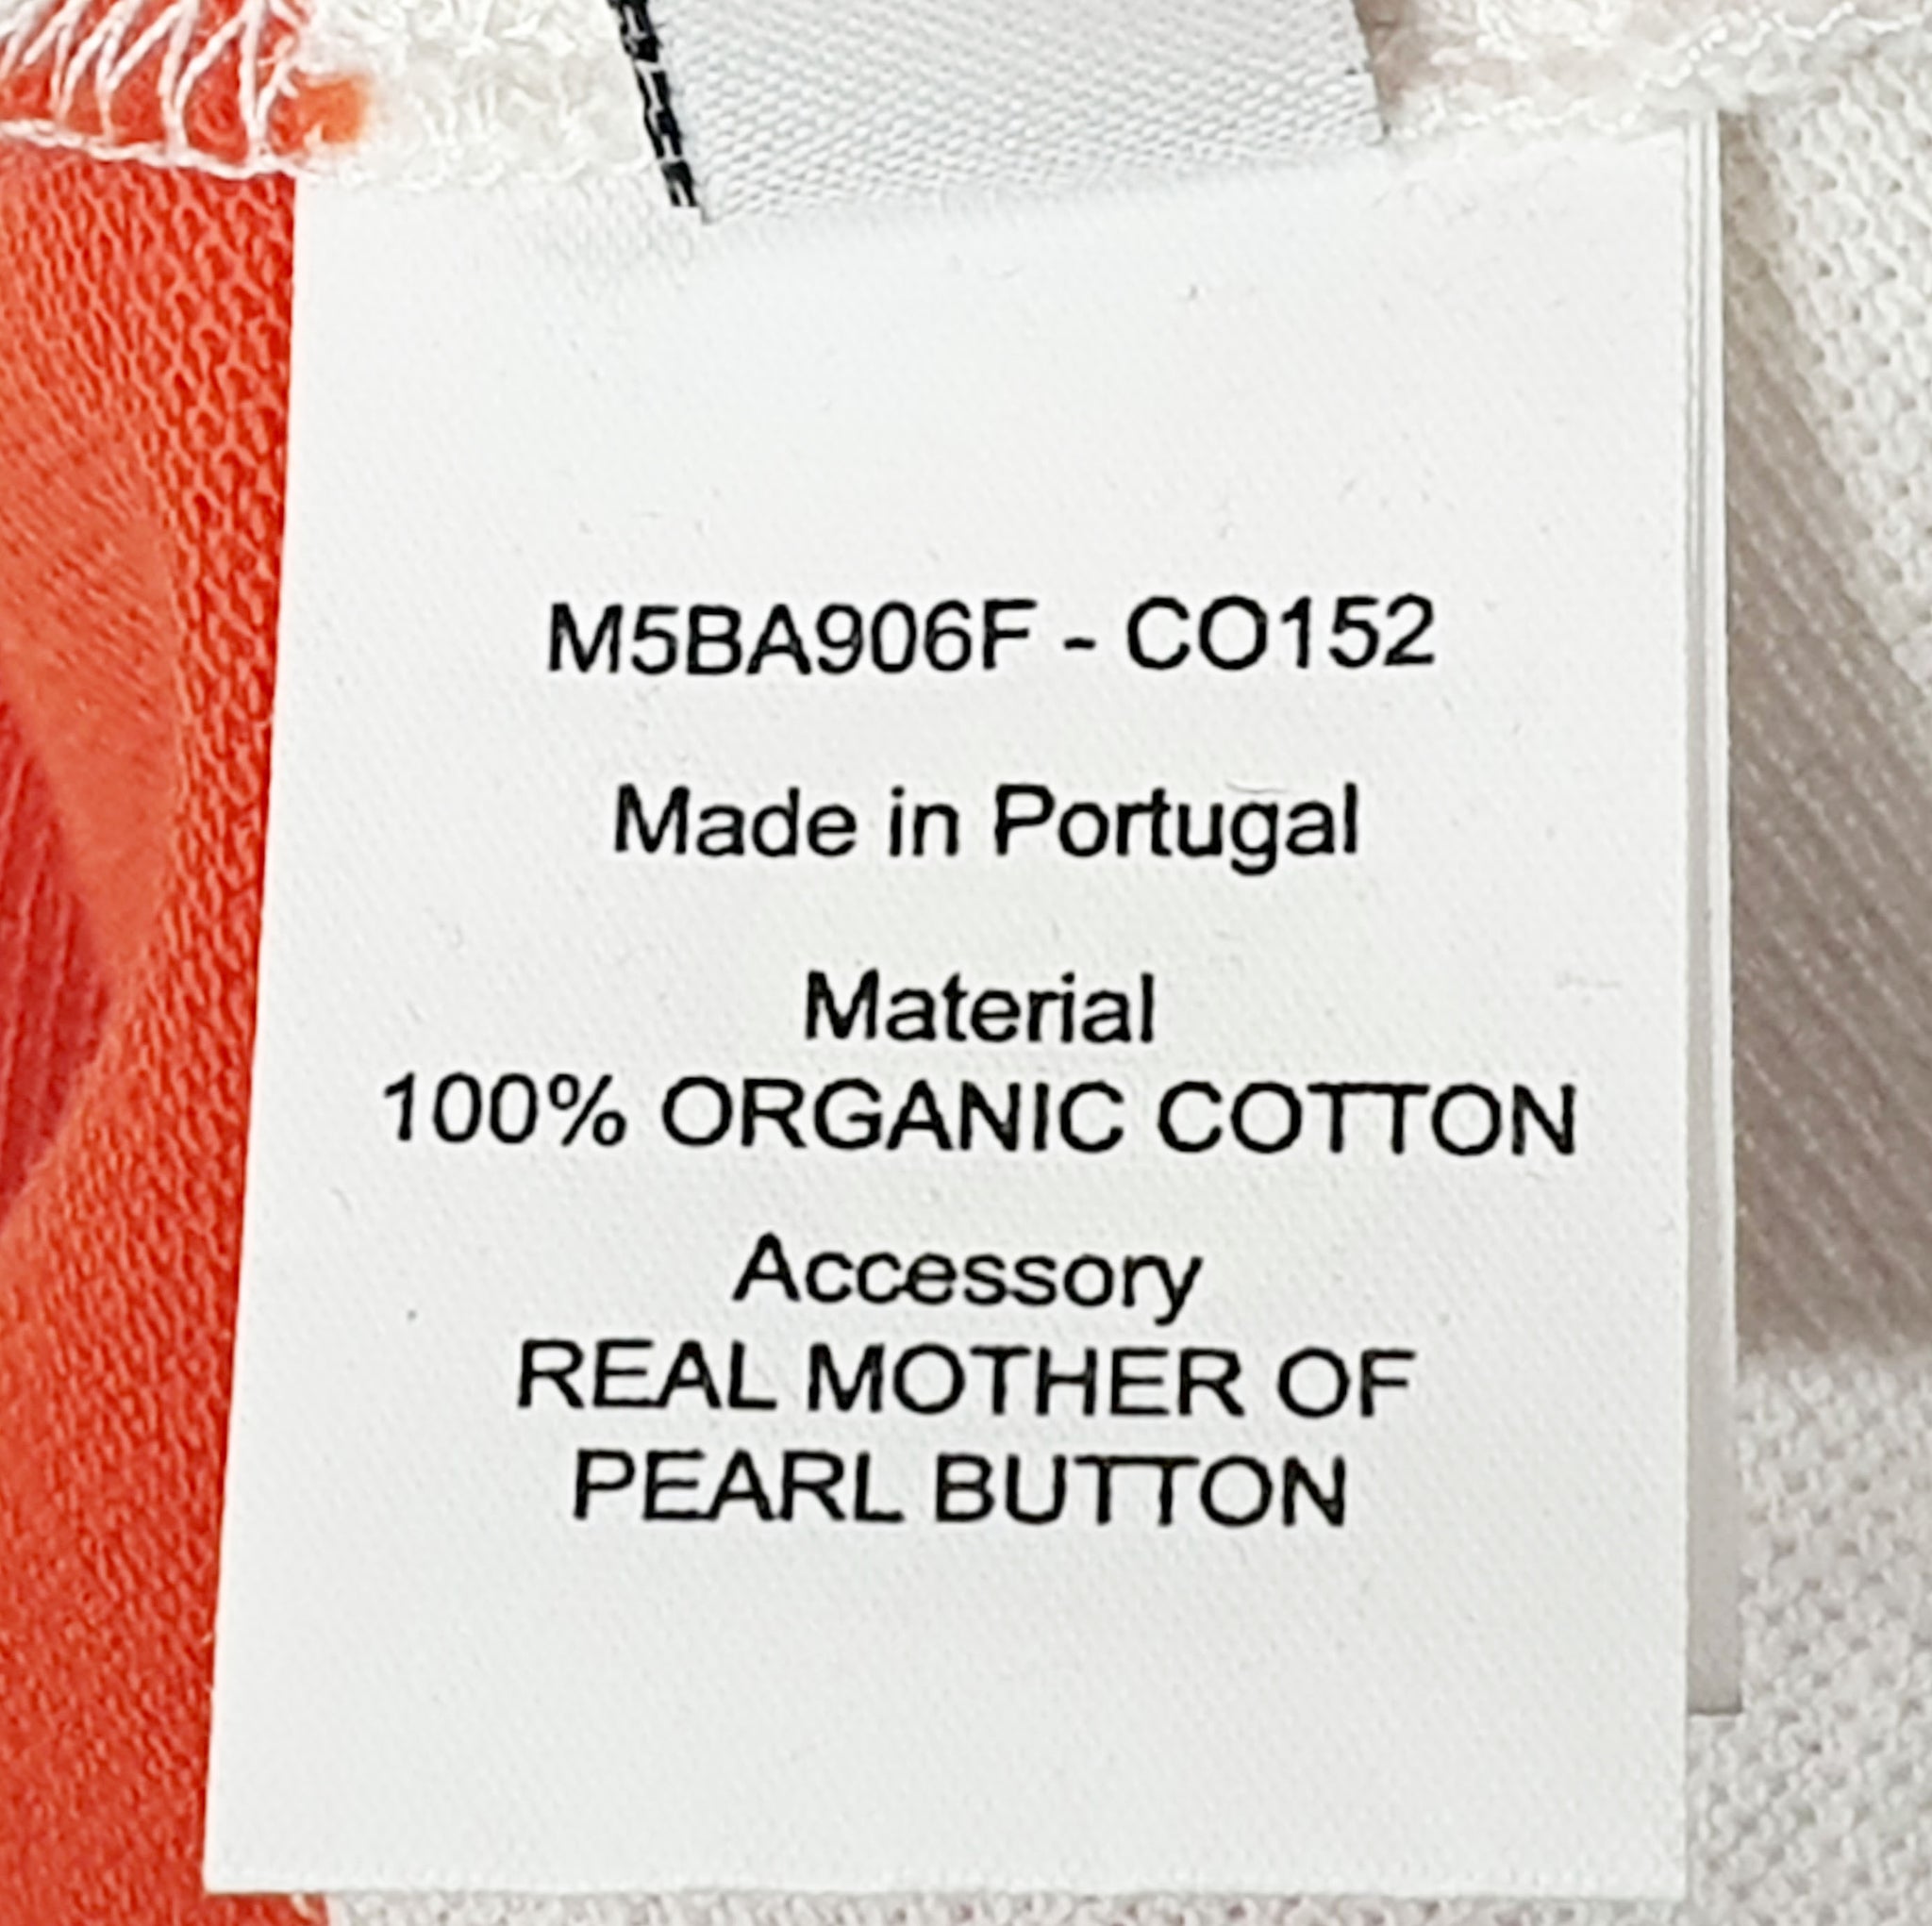 M5BA906F - CO152
Made in Portugal
Material
100% ORGANIC COTTON
Accessory
REAL MOTHER OF
PEARL BUTTON